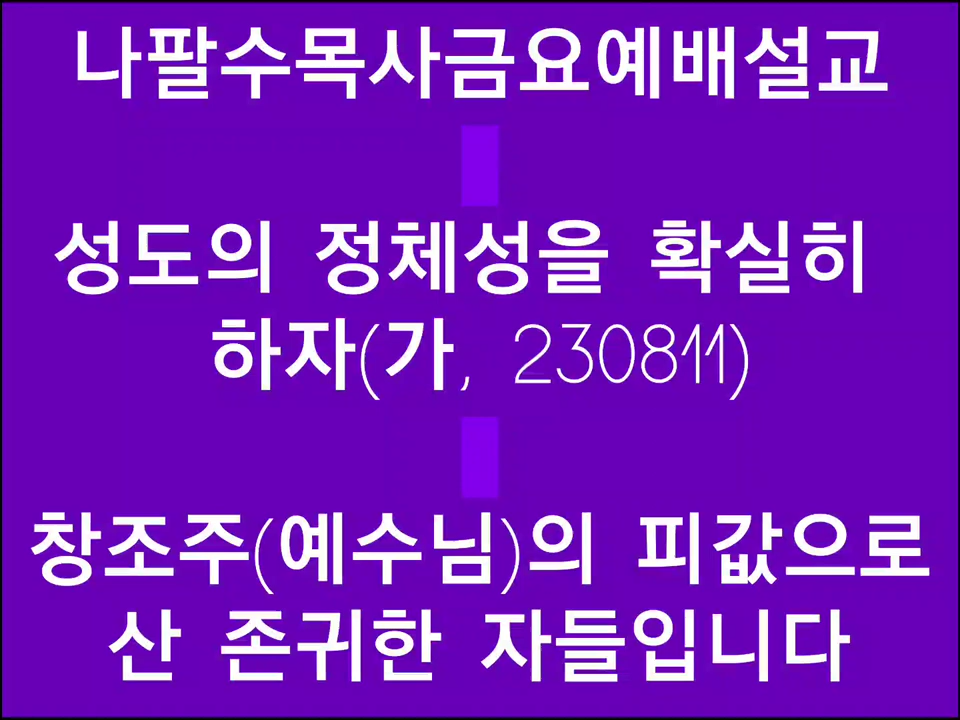 나팔수목사금요예배설교
성도의 정체성을 확실히
하자(가, 230811)
창조주(예수님)의 피값으로
산 존귀한 자들입니다